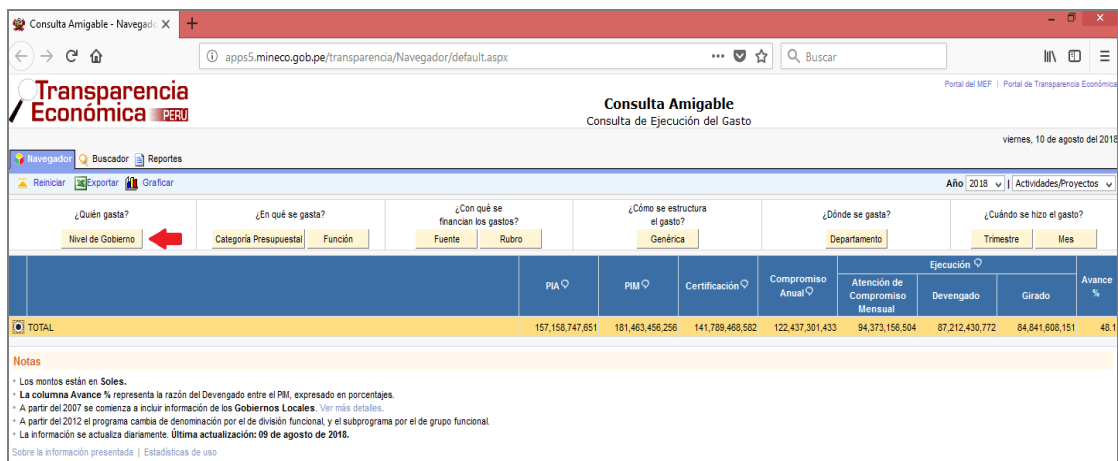 Consulta Amigable - Navegado
apps5.mineco.gob.pe/transparencia/Navegador/default.aspx
Buscar
Transparencia
Económica PERU
Consulta Amigable
Consulta de Ejecución del Gasto
Portal del MEF | Portal de Transparencia Económica
viernes, 10 de agosto del 2018
Navegador Buscador Reportes
Reiniciar Exportar Graficar
Año 2018 | Actividades/Proyectos
¿Quién gasta?
Nivel de Gobierno
¿En qué se gasta?
Categoría Presupuestal Función
¿Con qué se
financian los gastos?
Fuente Rubro
¿Cómo se estructura
el gasto?
Genérica
¿Dónde se gasta?
Departamento
¿Cuándo se hizo el gasto?
Trimestre Mes
PIA
PIM
Certificación
Compromiso
Anual
Ejecución
Atención de
Compromiso
Mensual
Devengado
Girado
Avance
%
TOTAL 157,158,747,651 181,463,456,256 141,789,468,582 122,437,301,433 94,373,156,504 87,212,430,772 84,841,608,151 48.1
Notas
Los montos están en Soles.
La columna Avance % representa la razón del Devengado entre el PIM, expresado en porcentajes.
A partir del 2007 se comienza a incluir información de los Gobiernos Locales. Ver más detalles.
A partir del 2012 el programa cambia de denominación por el de división funcional, y el subprograma por el de grupo funcional.
La información se actualiza diariamente. Última actualización: 09 de agosto de 2018.
Sobre la información presentada | Estadísticas de uso